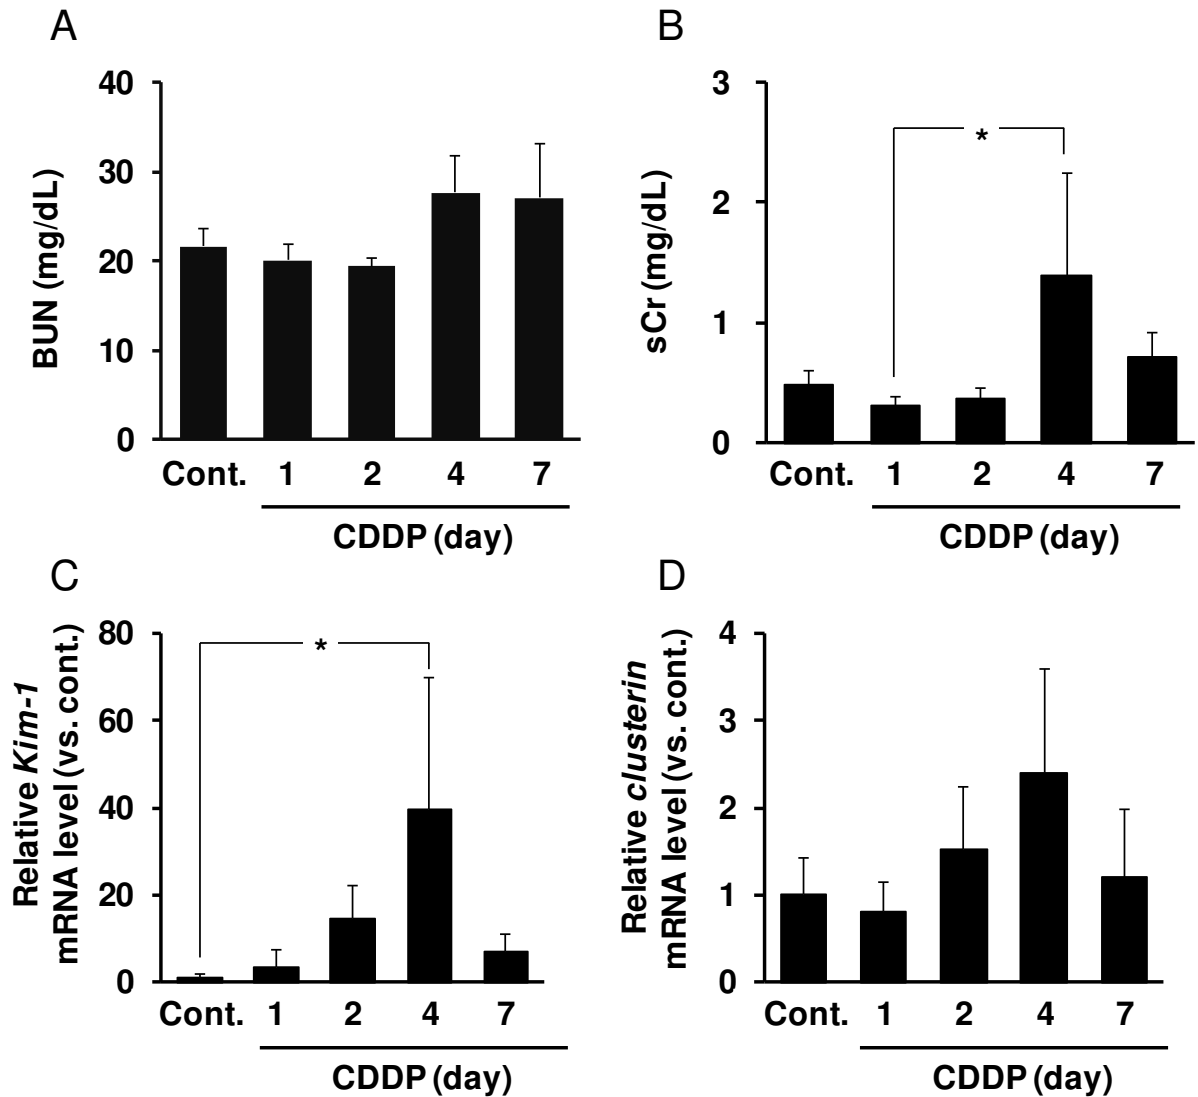 A
BUN (mg/dL)
40
30
20
10
0
Cont. 1 2 4 7
CDDP (day)
B
sCr (mg/dL)
3
2
1
0
*
Cont. 1 2 4 7
CDDP (day)
C
Relative Kim-1
mRNA level (vs. cont.)
80
60
40
20
0
*
Cont. 1 2 4 7
CDDP (day)
D
Relative clusterin
mRNA level (vs. cont.)
4
3
2
1
0
Cont. 1 2 4 7
CDDP (day)